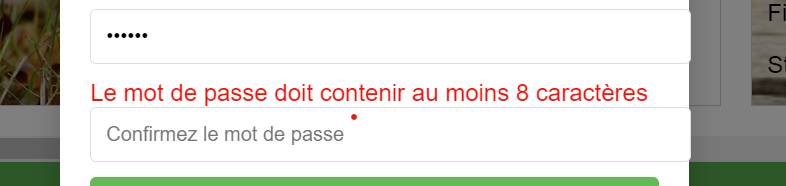 ••••••
Le mot de passe doit contenir au moins 8 caractères
Confirmez le mot de passe •